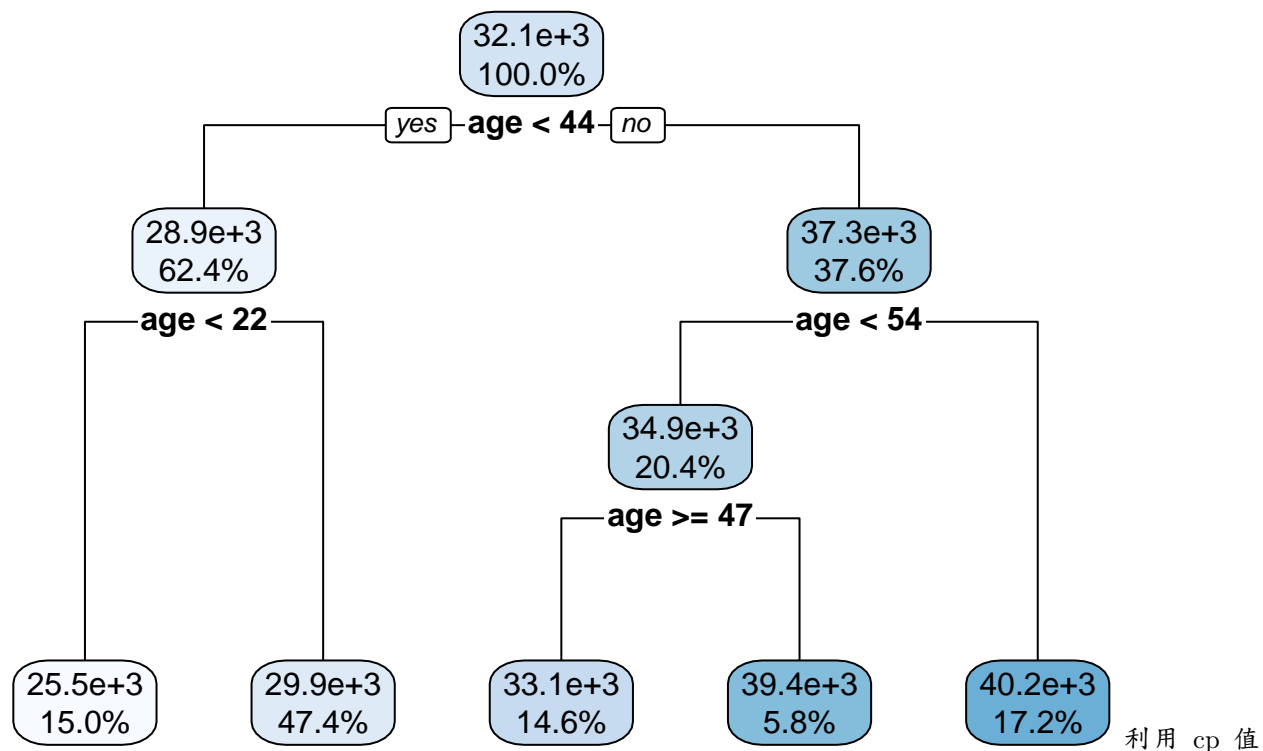 32.1e+3
100.0%
yes age < 44 no
28.9e+3
62.4%
37.3e+3
37.6%
age < 22
age < 54
34.9e+3
20.4%
age >= 47
25.5e+3
15.0%
29.9e+3
47.4%
33.1e+3
14.6%
39.4e+3
5.8%
40.2e+3
17.2%
利用 cp 值